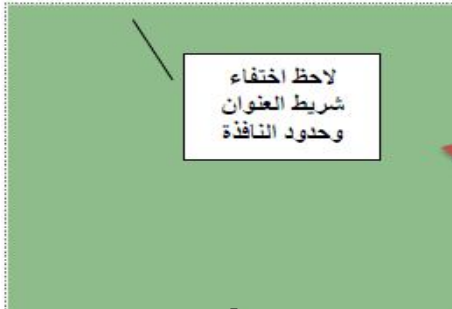 لاحظ اختفاء
شريط العنوان
وحدود النافذة